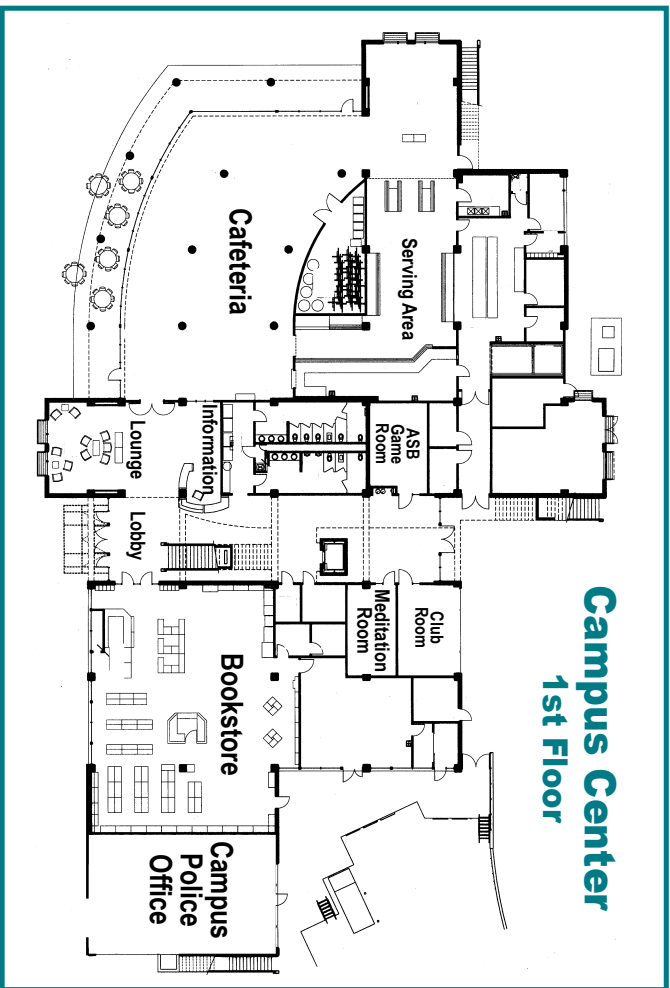 Campus Center
1st Floor
Cafeteria
Serving Area
Information
Lounge
Lobby
ASB
Game
Room
Club
Room
Meditation
Room
Bookstore
Campus
Police
Office